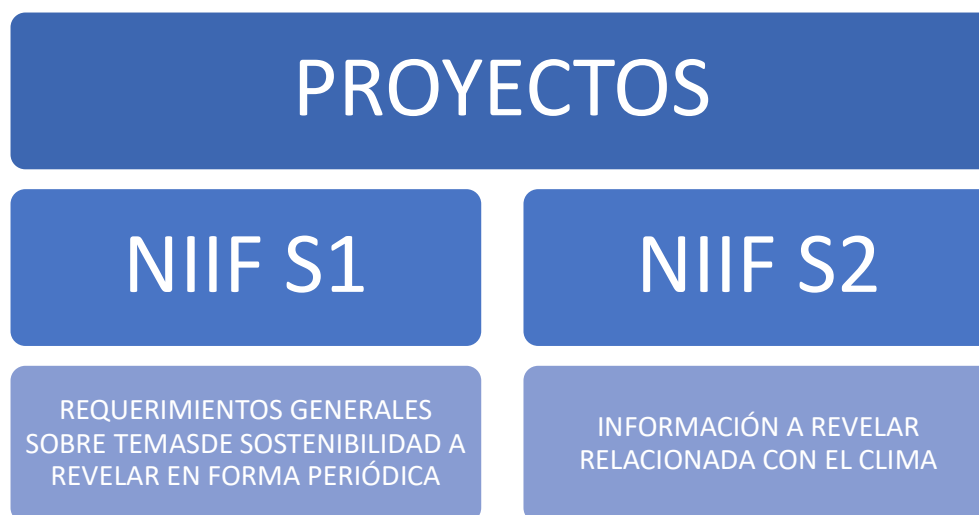 PROYECTOS
NIIF S1
NIIF S2
REQUERIMIENTOS GENERALES
SOBRE TEMASDE SOSTENIBILIDAD A
REVELAR EN FORMA PERIÓDICA
INFORMACIÓN A REVELAR
RELACIONADA CON EL CLIMA